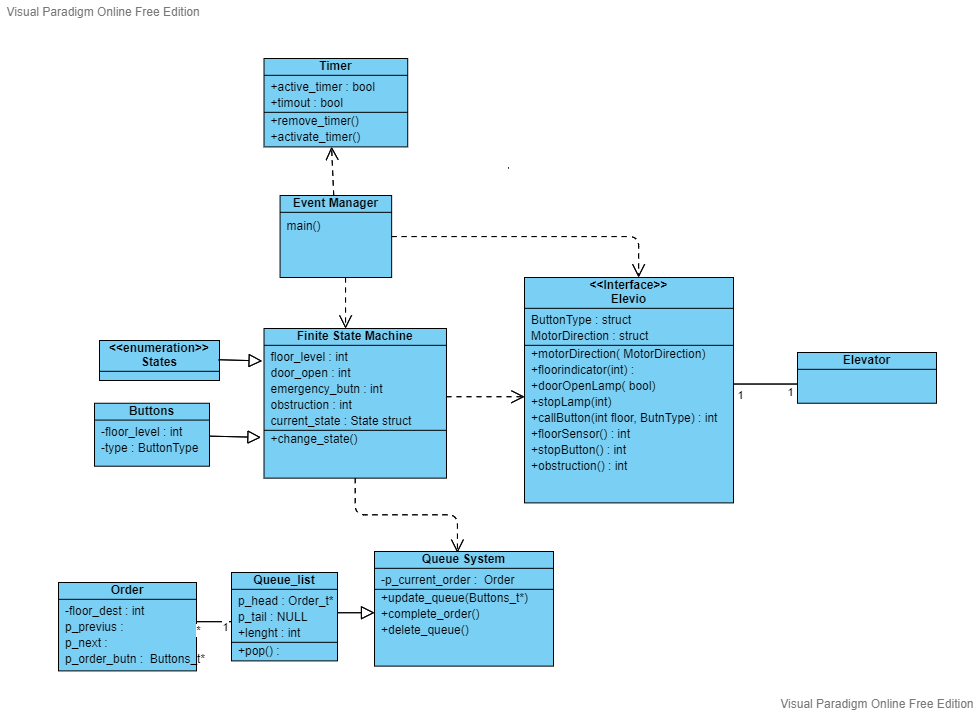 Visual Paradigm Online Free Edition
Timer
+active_timer : bool
+timout : bool
+remove_timer()
+activate_timer()
Event Manager
main()
<<Interface>>
Elevio
ButtonType : struct
MotorDirection : struct
+motorDirection( MotorDirection)
+floorindicator(int) :
+doorOpenLamp( bool)
+stopLamp(int)
+callButton(int floor, ButnType) : int
+floorSensor() : int
+stopButton() : int
+obstruction() : int
Finite State Machine
floor_level : int
door_open : int
emergency_butn : int
obstruction : int
current_state : State struct
+change_state()
<<enumeration>>
States
Buttons
-floor_level : int
-type : ButtonType
Elevator
1
1
Queue System
-p_current_order : Order
+update_queue(Buttons_t*)
+complete_order()
+delete_queue()
Queue_list
p_head : Order_t*
p_tail : NULL
+lenght : int
+pop() :
Order
-floor_dest : int
p_previus :
p_next :
p_order_butn : Buttons_t*
*
1
Visual Paradigm Online Free Edition